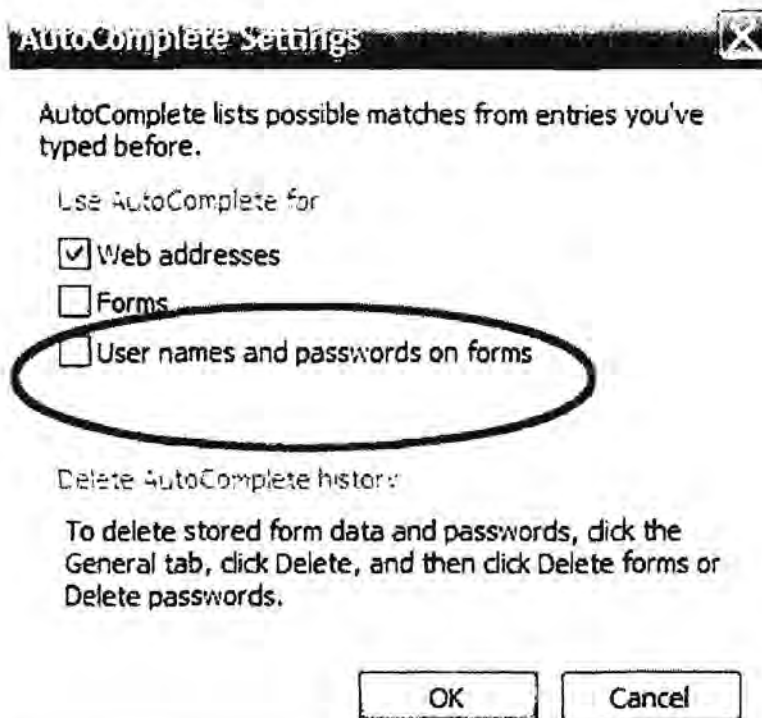 AutoComplete Settings
AutoComplete lists possible matches from entries you've
typed before.
Use AutoComplete for
Web addresses
Forms
User names and passwords on forms
Delete AutoComplete history
To delete stored form data and passwords, click the
General tab, click Delete, and then click Delete forms or
Delete passwords.
OK
Cancel